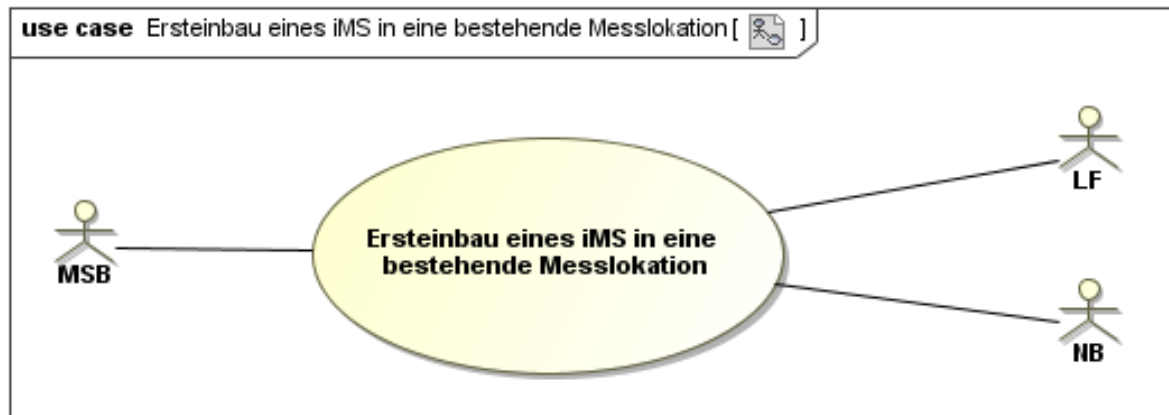 use case Ersteinbau eines iMS in eine bestehende Messlokation [ ]
LF
Ersteinbau eines iMS in eine
bestehende Messlokation
MSB
NB